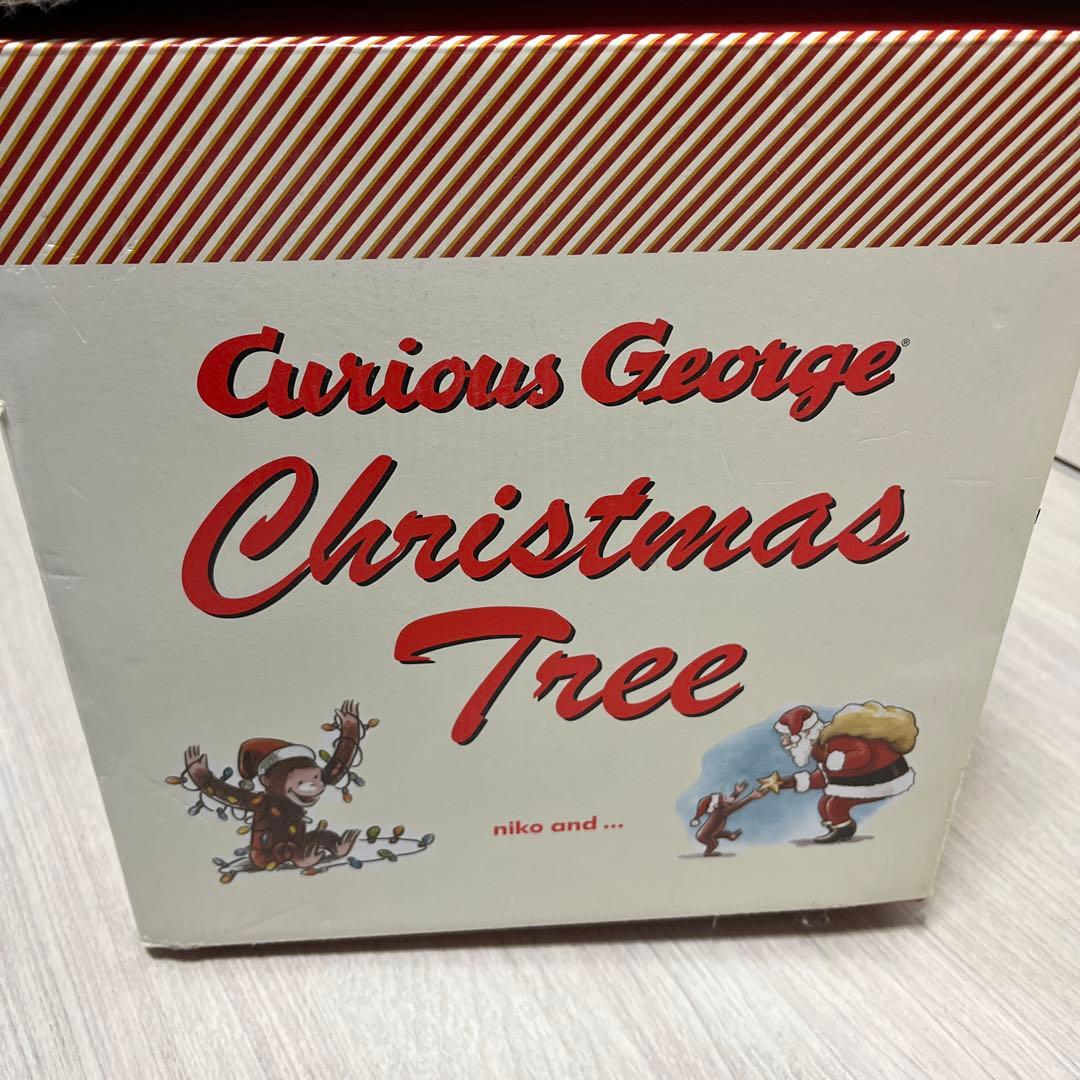 Curious George®
Christmas
Tree
niko and ...